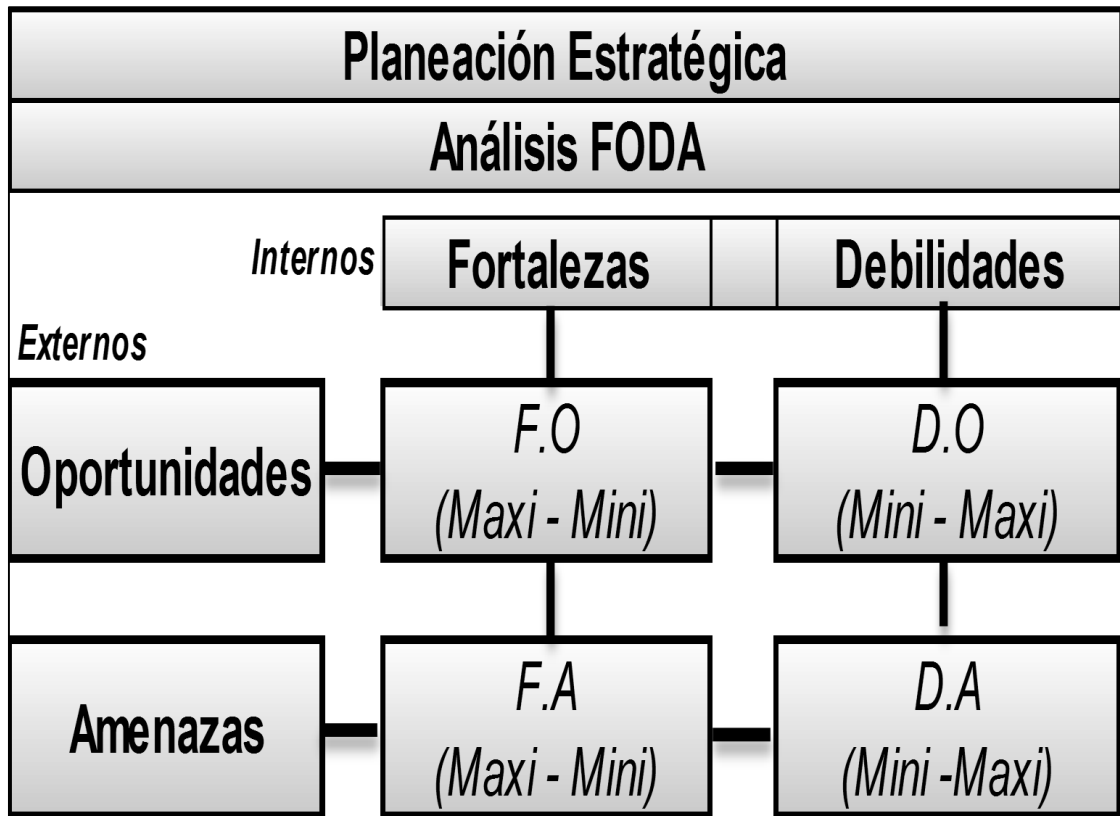 Planeación Estratégica
Análisis FODA
Internos
Fortalezas
Debilidades
Externos
Oportunidades
F.O
(Maxi - Mini)
D.O
(Mini - Maxi)
Amenazas
F.A
(Maxi - Mini)
D.A
(Mini -Maxi)